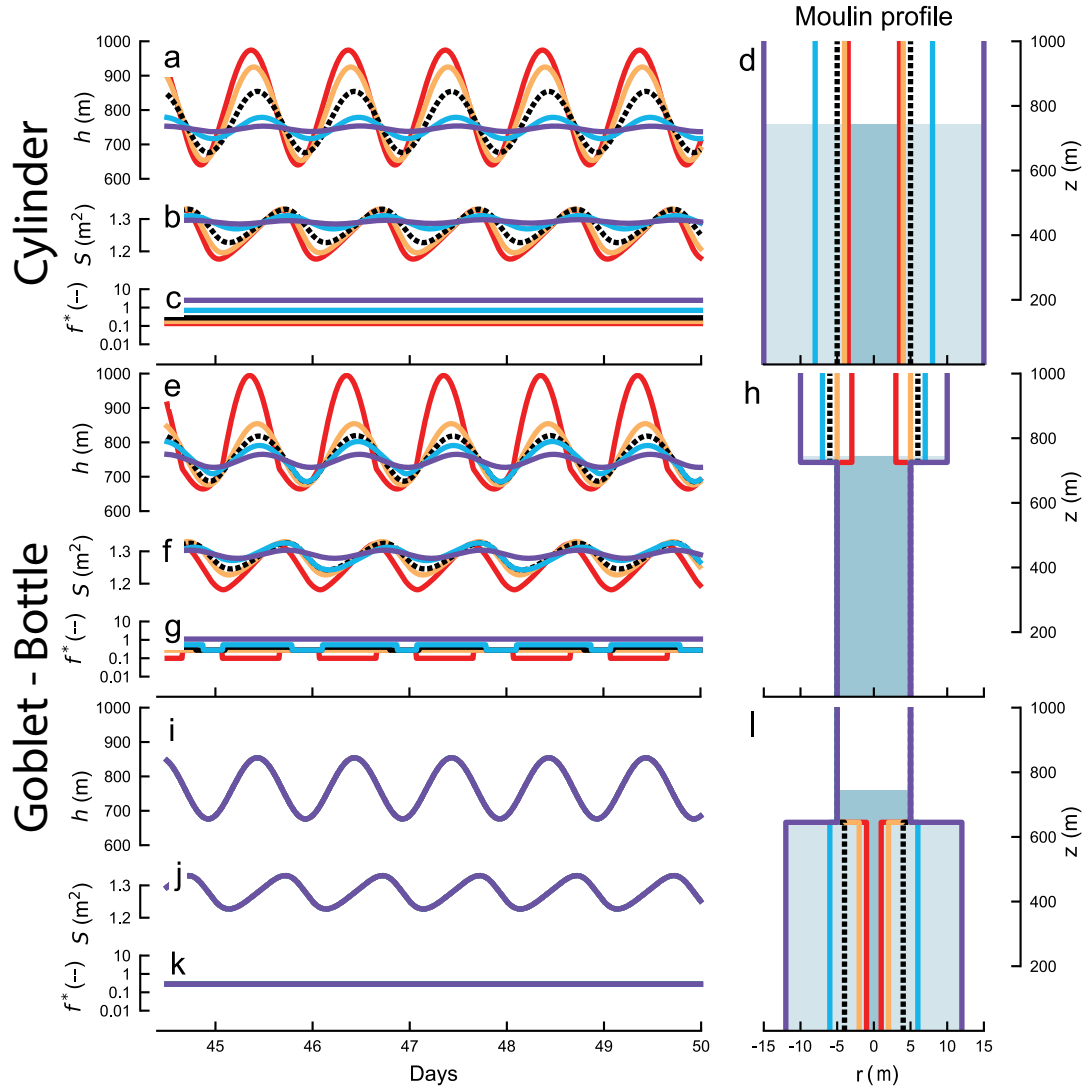 Moulin profile
Cylinder
a
h (m)
1000
900
800
700
600
b
S (m²)
1.3
1.2
c
f* (--)
10
1
0.1
0.01
d
z (m)
1000
800
600
400
200
Goblet - Bottle
e
h (m)
1000
900
800
700
600
f
S (m²)
1.3
1.2
g
f* (--)
10
1
0.1
0.01
h
z (m)
1000
800
600
400
200
i
h (m)
1000
900
800
700
600
j
S (m²)
1.3
1.2
k
f* (--)
10
1
0.1
0.01
45 46 47 48 49 50
Days
l
z (m)
1000
800
600
400
200
-15 -10 -5 0 5 10 15
r (m)